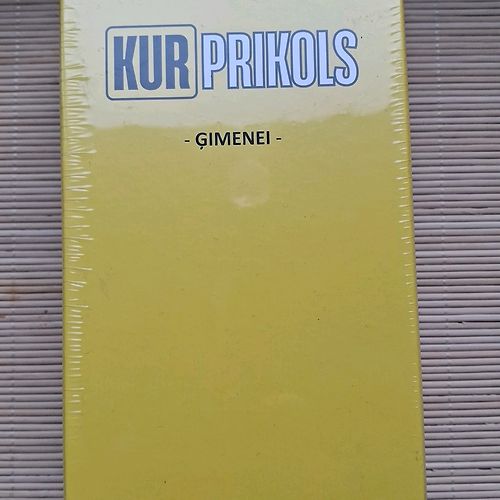 KUR PRIKOLS
- ĢIMENEI -